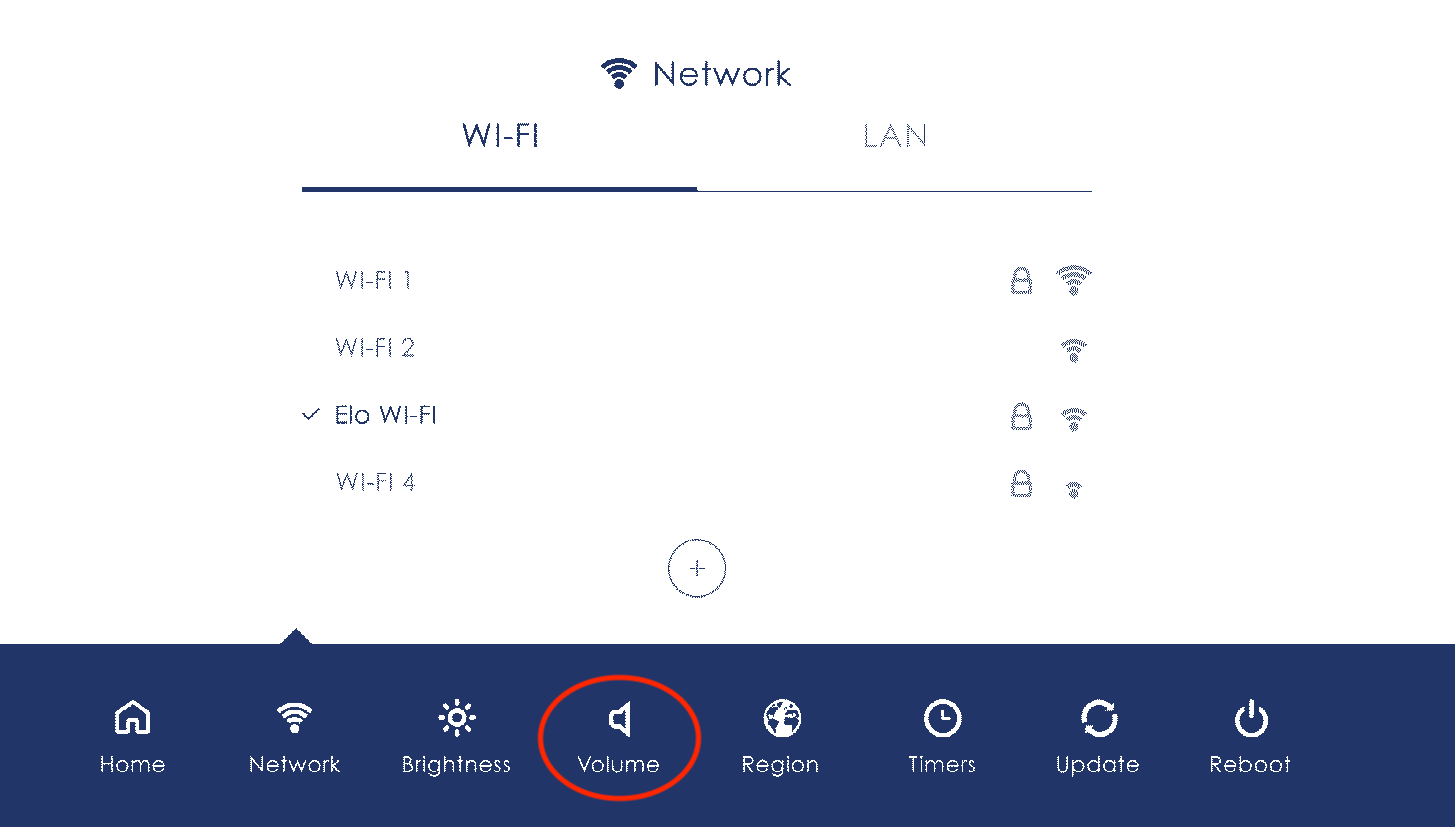 Network
WI-FI LAN
WI-FI 1
WI-FI 2
Elo WI-FI
WI-FI 4
Home Network Brightness Volume Region Timers Update Reboot